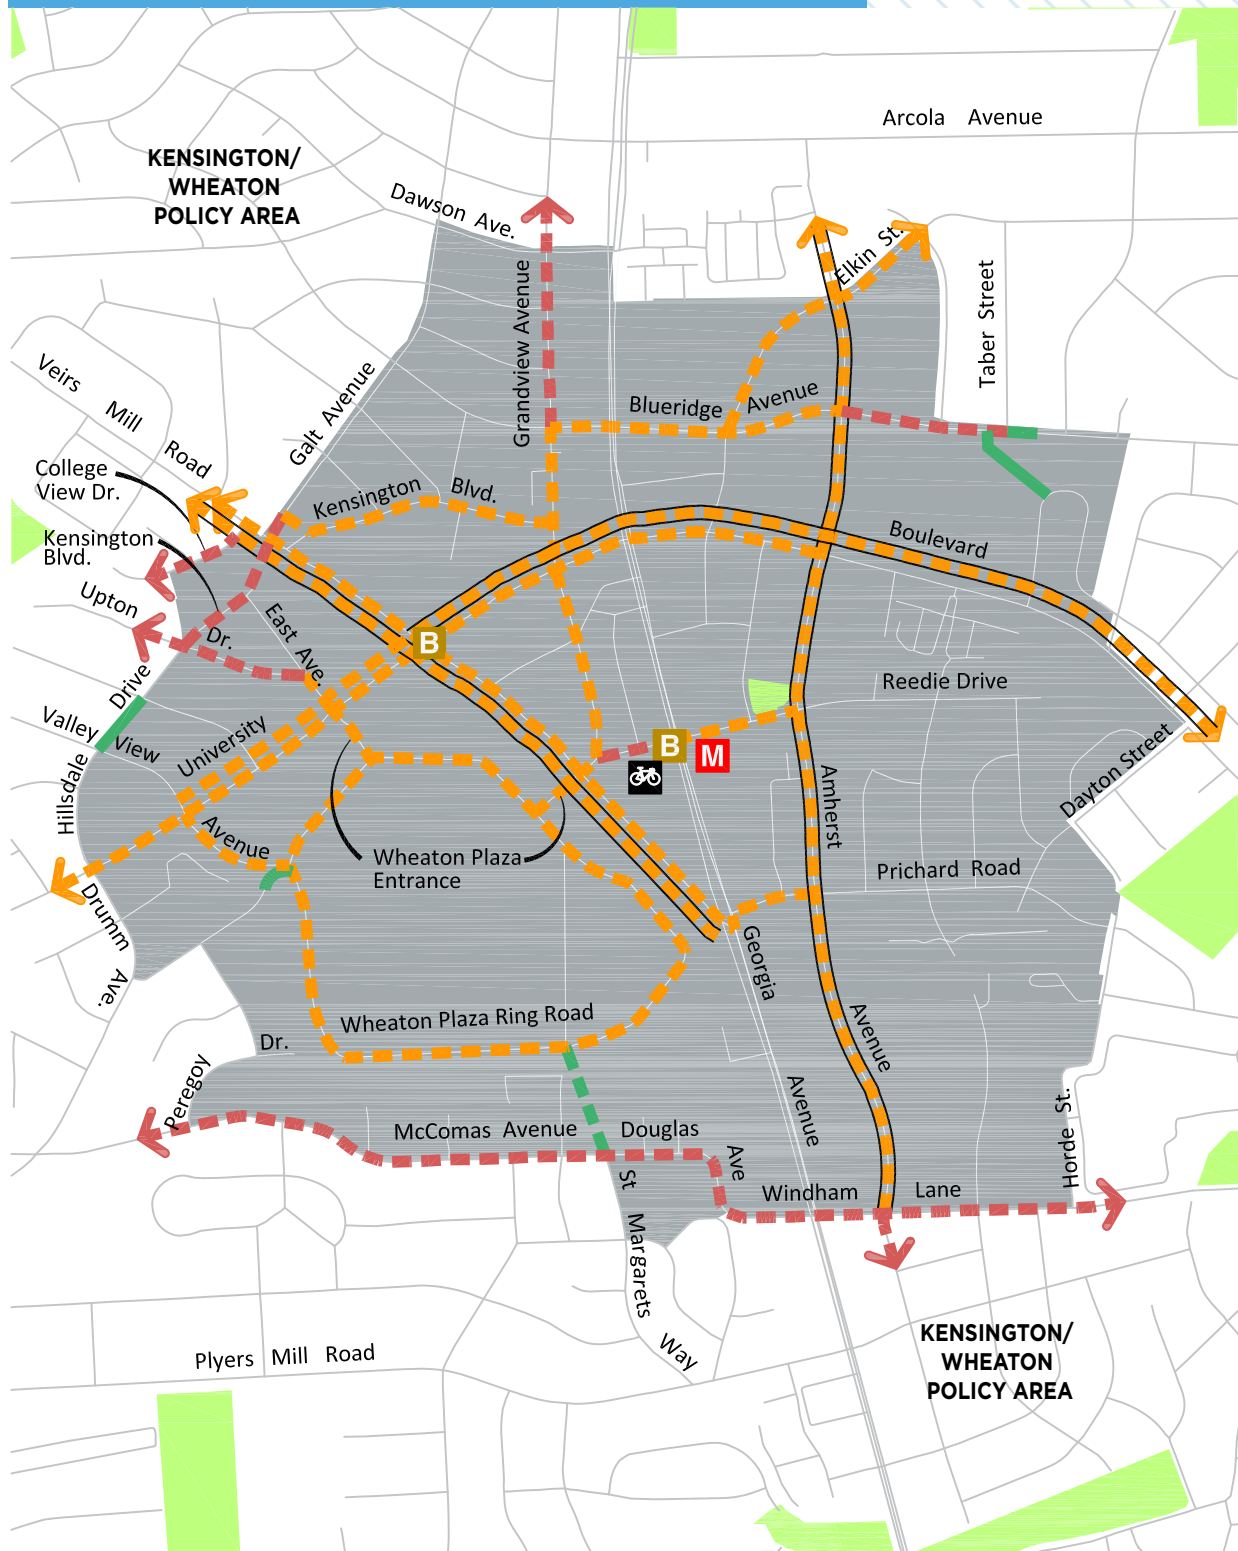 Arcola Avenue
KENSINGTON/
WHEATON
POLICY AREA
Dawson Ave.
Elkin St.
Grandview Avenue
Taber Street
Veirs Mill Road
Galt Avenue
Blueridge Avenue
College
View Dr.
Kensington Blvd.
Kensington
Blvd.
Boulevard
Upton Dr.
East Ave.
B
Reedie Drive
Hillsdale Drive
Valley View Avenue
University
B
M
Dayton Street
Amherst Avenue
Wheaton Plaza
Entrance
Prichard Road
Drumm Ave.
Georgia Avenue
Wheaton Plaza Ring Road
Peregoy Dr.
McComas Avenue
Douglas Ave
Horde St.
Windham Lane
St Margarets Way
KENSINGTON/
WHEATON
POLICY AREA
Plyers Mill Road